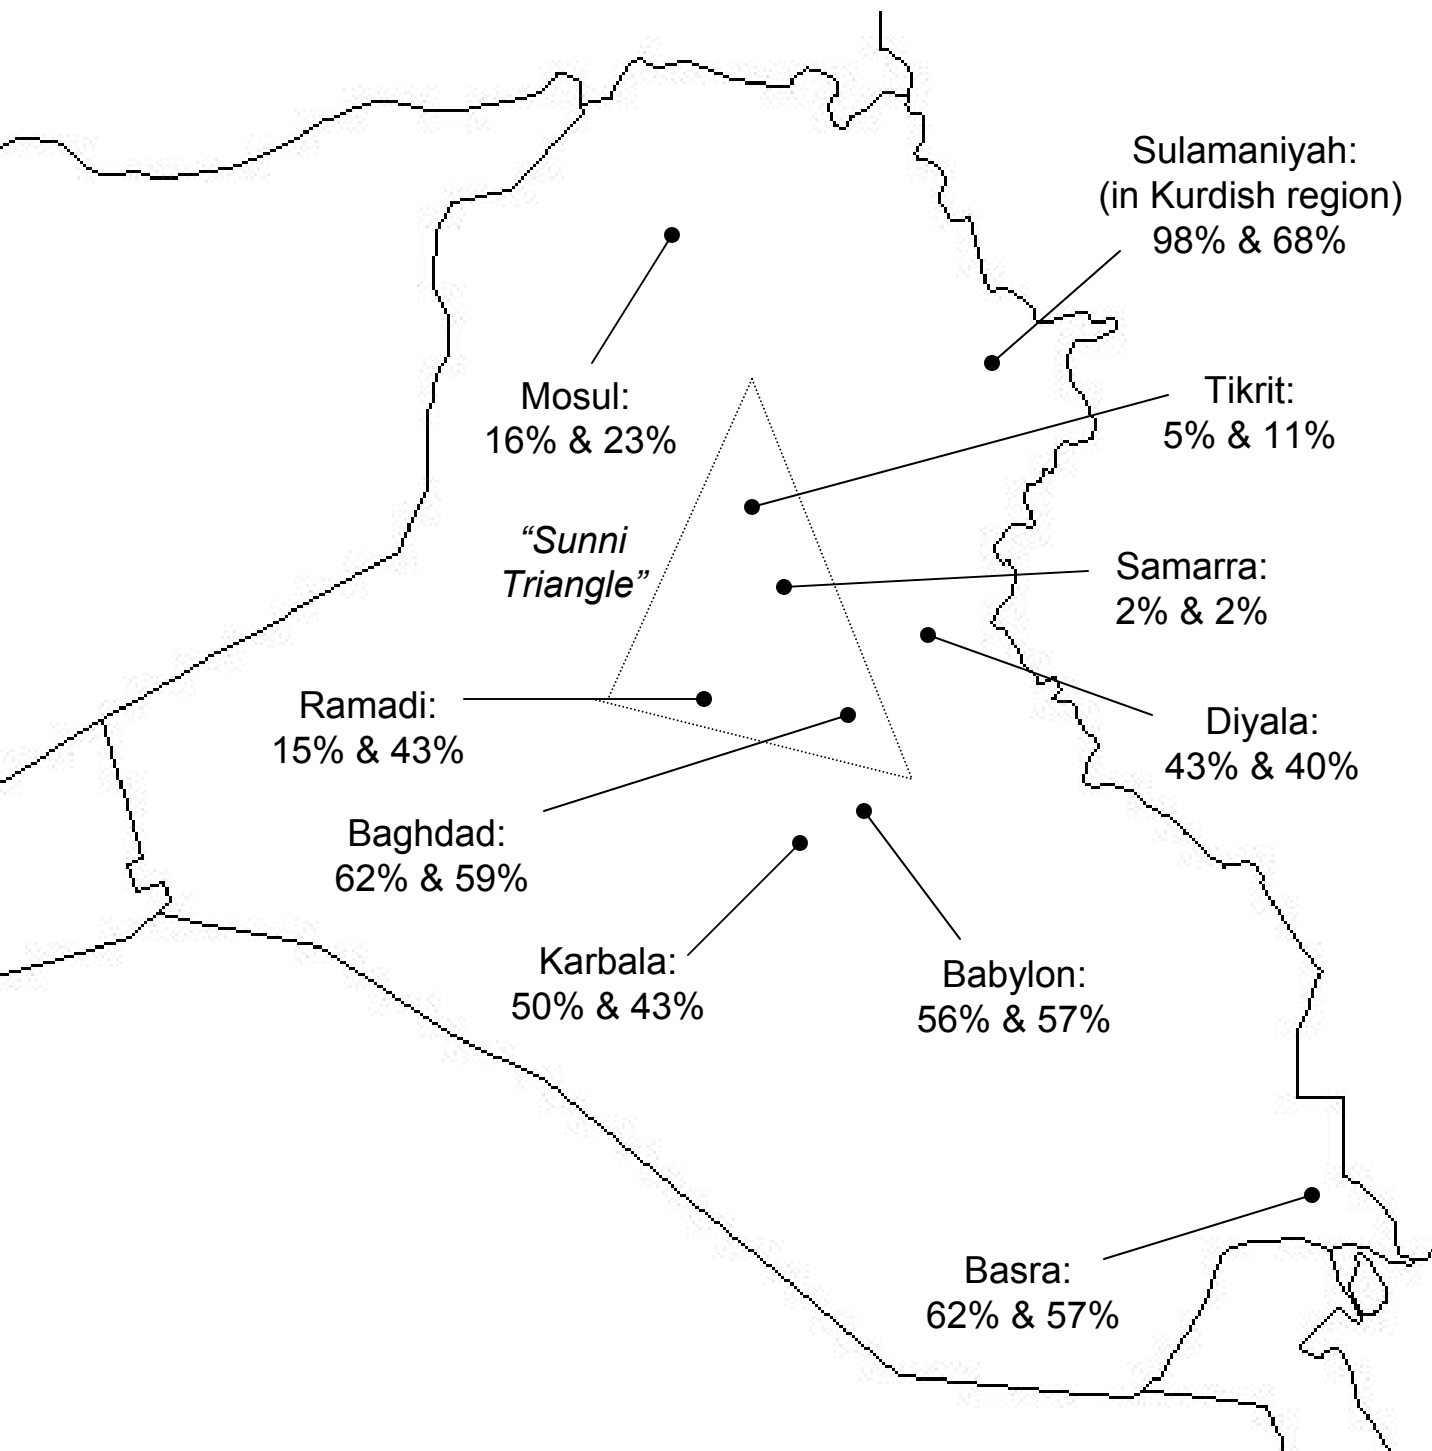 Sulamaniyah:
(in Kurdish region)
98% & 68%
Mosul:
16% & 23%
Tikrit:
5% & 11%
“Sunni
Triangle”
Samarra:
2% & 2%
Ramadi:
15% & 43%
Diyala:
43% & 40%
Baghdad:
62% & 59%
Karbala:
50% & 43%
Babylon:
56% & 57%
Basra:
62% & 57%